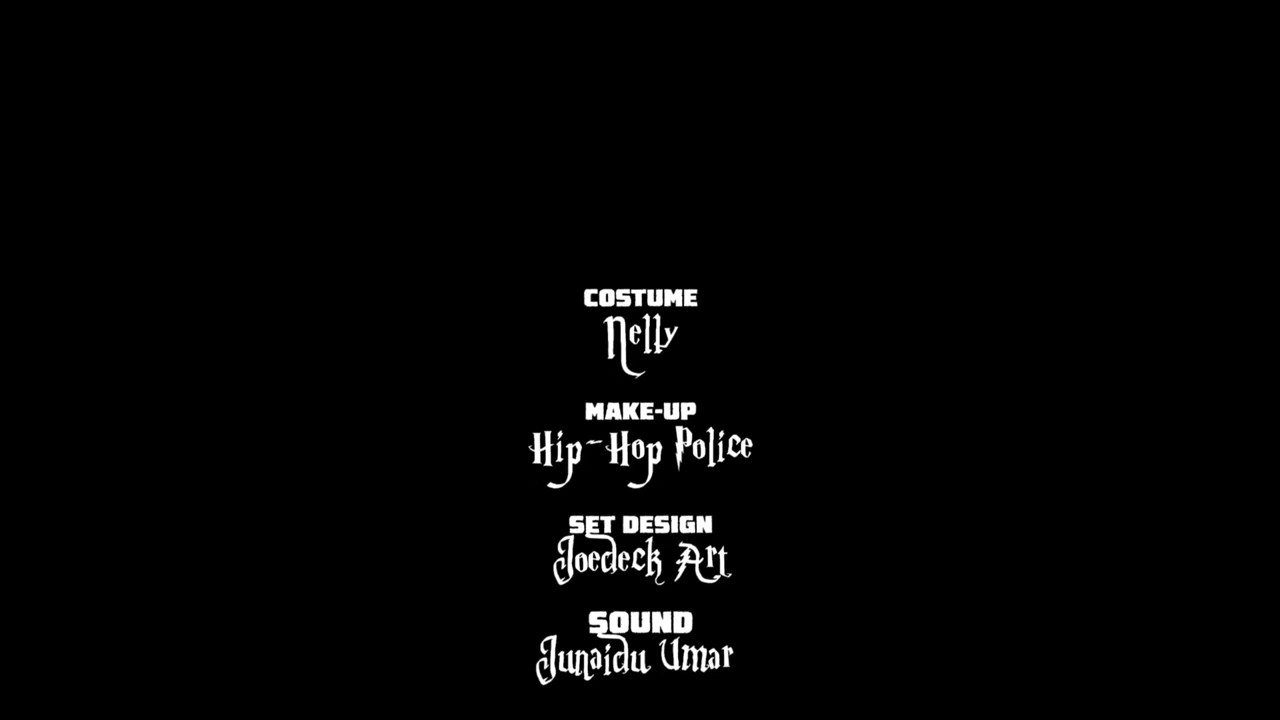 COSTUME
Nelly
MAKE-UP
Hip-Hop Police
SET DESIGN
Joedeck Art
SOUND
Junaidu Umar